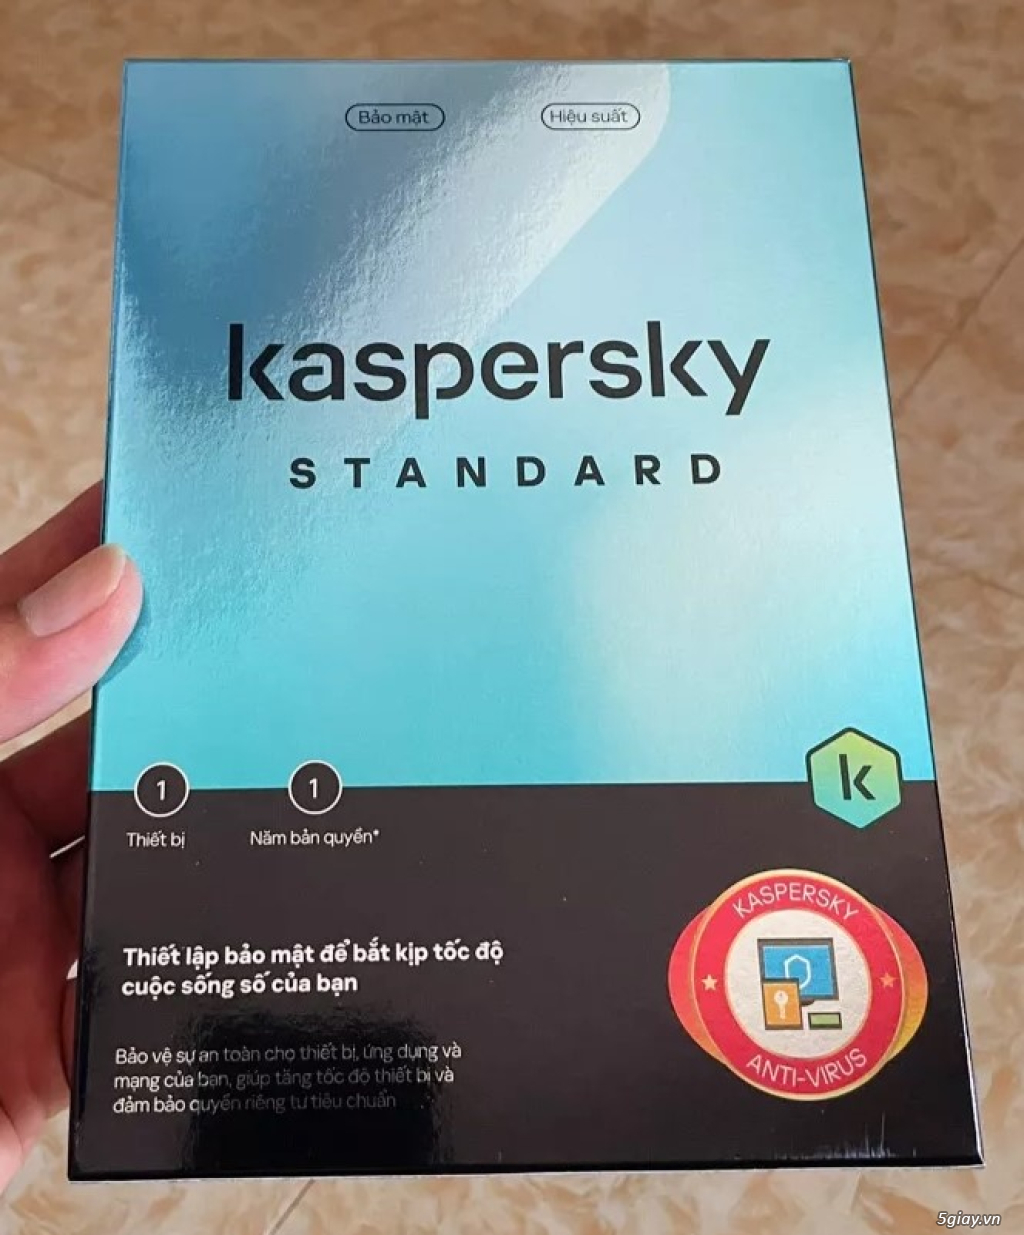 Bảo mật
Hiệu suất
kaspersky
STANDARD
k
1
1
Thiết bị
Năm bản quyền*
Thiết lập bảo mật để bắt kịp tốc độ
cuộc sống số của bạn
Bảo vệ sự an toàn cho thiết bị, ứng dụng và
mạng của bạn, giúp tăng tốc độ thiết bị và
đảm bảo quyền riêng tư tiêu chuẩn
KASPERSKY
ANTI-VIRUS
5giay.vn